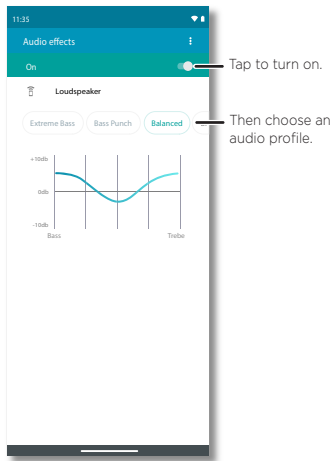 11:35
Audio effects
On
Tap to turn on.
Loudspeaker
Extreme Bass
Bass Punch
Balanced
Then choose an
audio profile.
+10db
0db
-10db
Bass
Trebe